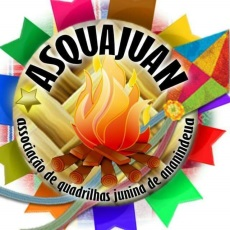 ASQUAJUAN
associação de quadrilhas junina de ananindeua